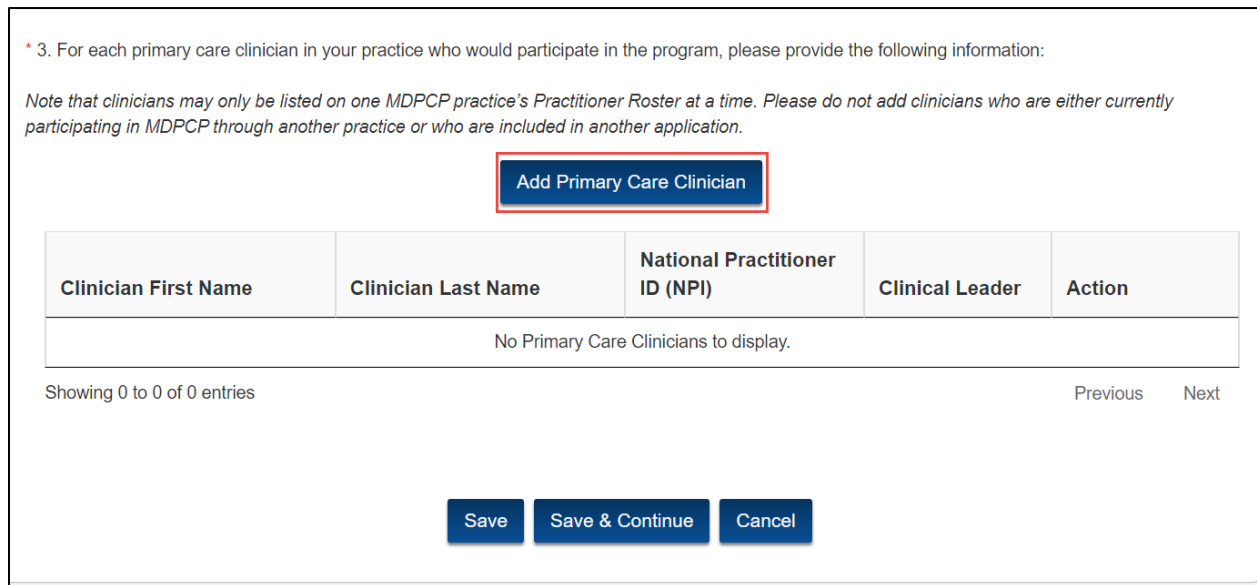 * 3. For each primary care clinician in your practice who would participate in the program, please provide the following information:
Note that clinicians may only be listed on one MDPCP practice's Practitioner Roster at a time. Please do not add clinicians who are either currently
participating in MDPCP through another practice or who are included in another application.
Add Primary Care Clinician
Clinician First Name
Clinician Last Name
National Practitioner
ID (NPI)
Clinical Leader
Action
No Primary Care Clinicians to display.
Showing 0 to 0 of 0 entries
Previous
Next
Save
Save & Continue
Cancel